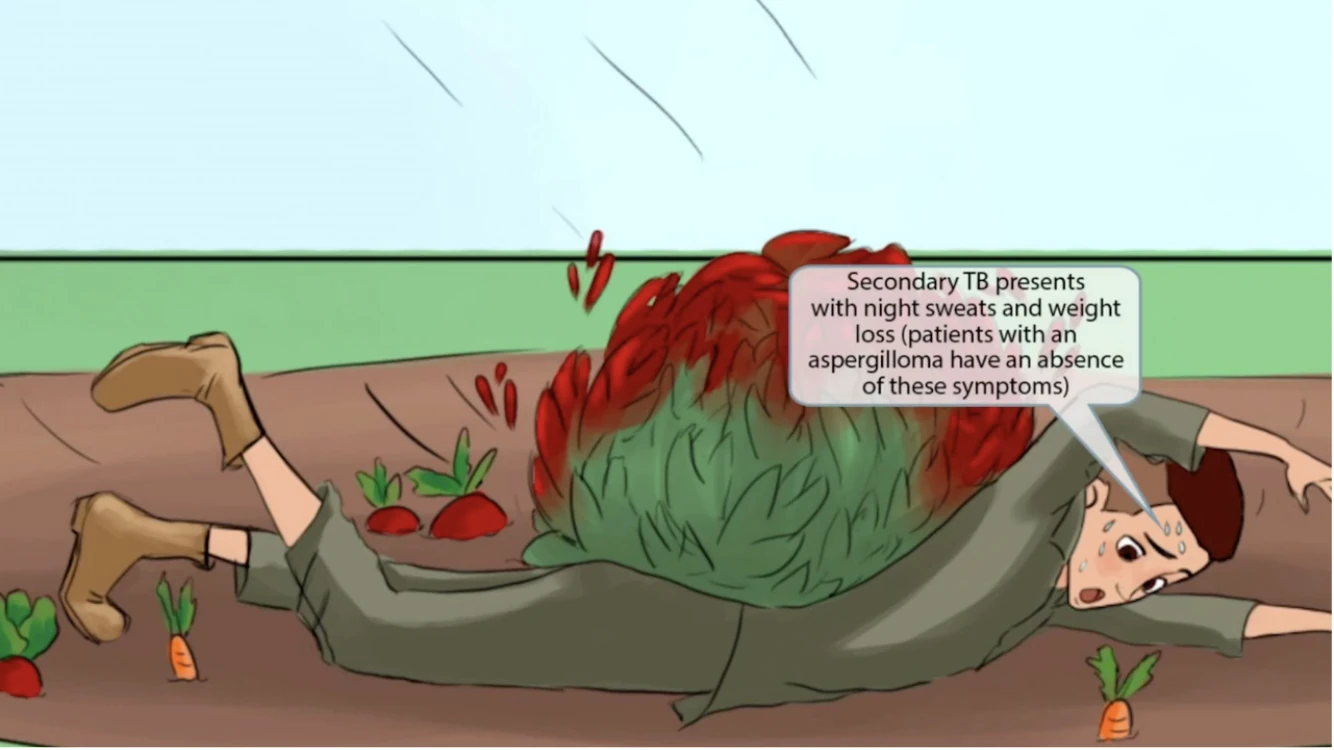 Secondary TB presents
with night sweats and weight
loss (patients with an
aspergilloma have an absence
of these symptoms)